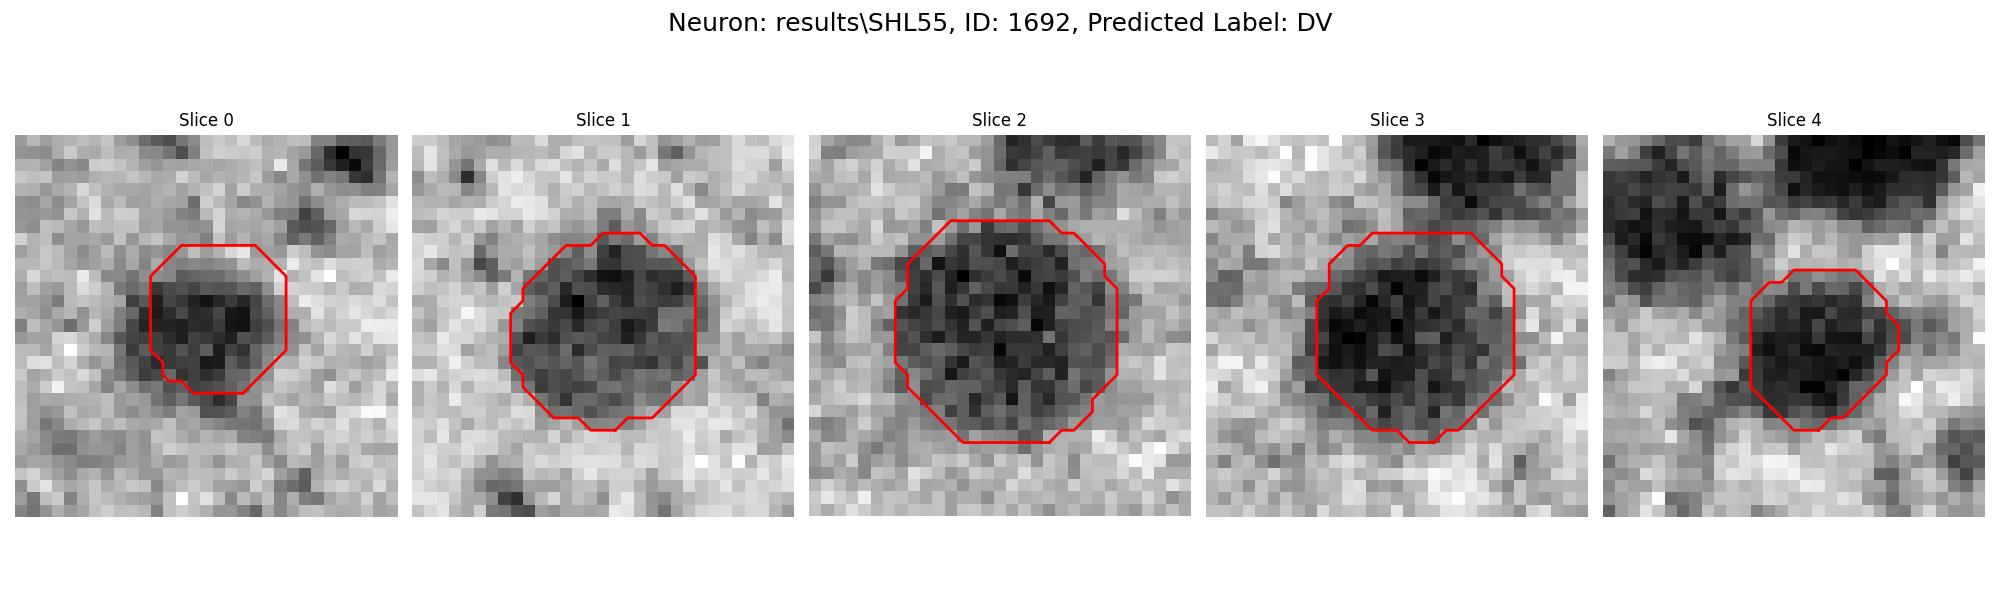 Neuron: results\SHL55, ID: 1692, Predicted Label: DV
Slice 0
Slice 1
Slice 2
Slice 3
Slice 4